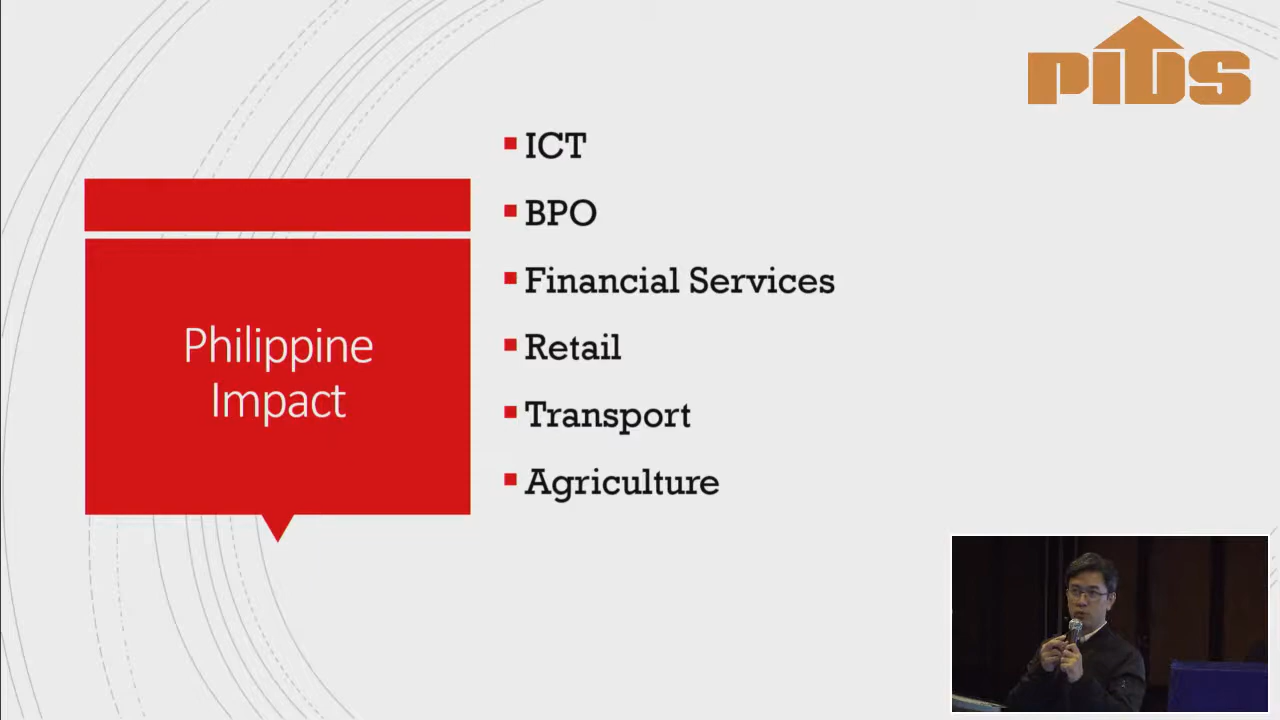 PIDS
Philippine
Impact
ICT
BPO
Financial Services
Retail
Transport
Agriculture